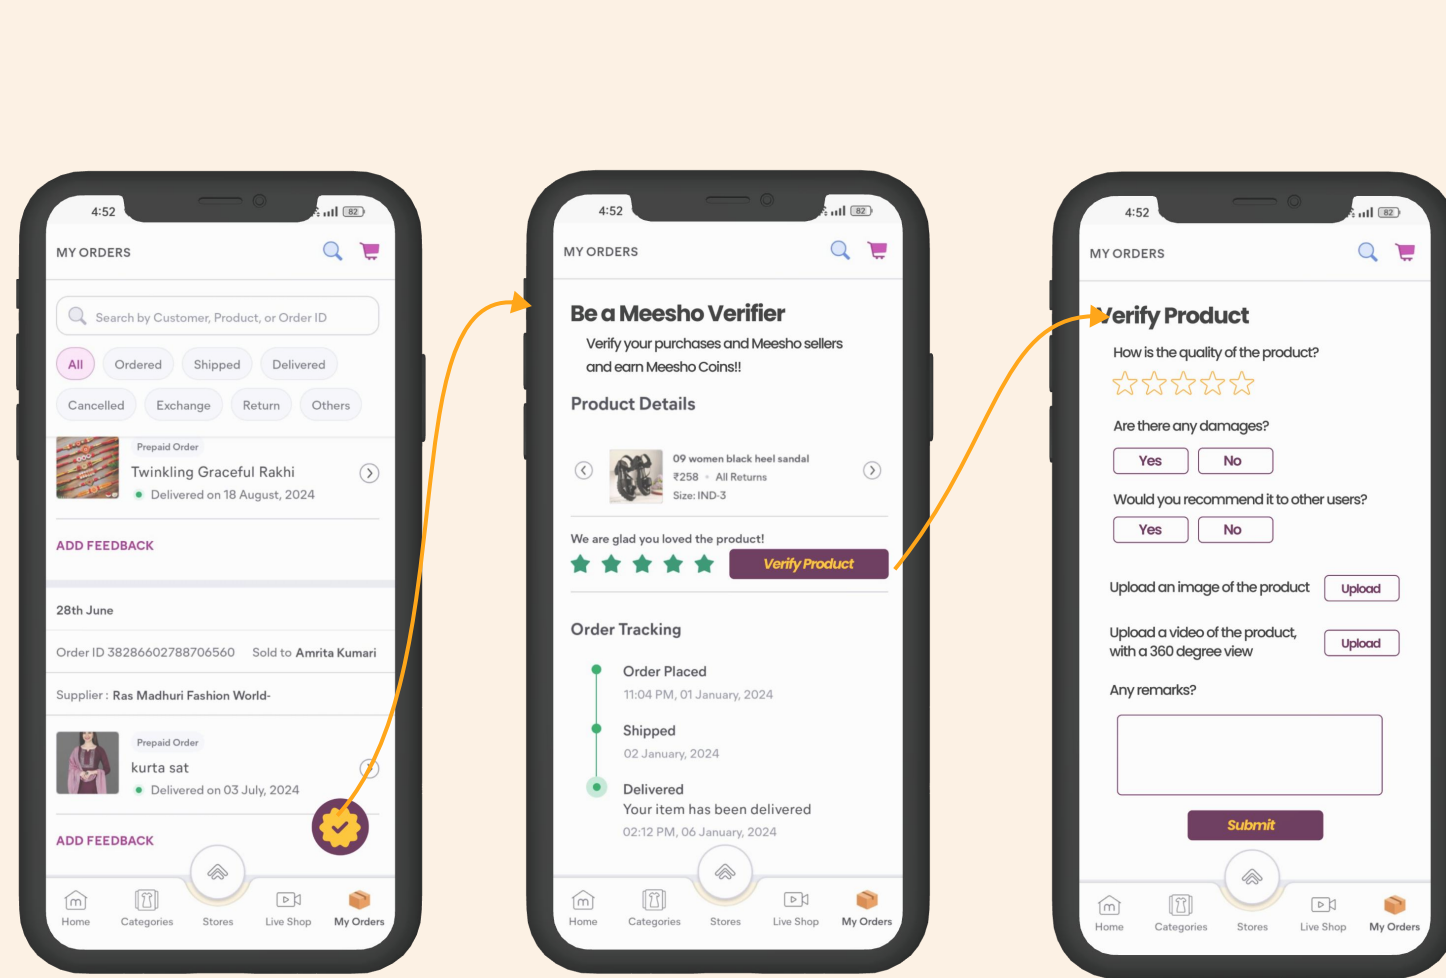 4:52
82
MY ORDERS
Search by Customer, Product, or Order ID
All
Ordered
Shipped
Delivered
Cancelled
Exchange
Return
Others
Prepaid Order
Twinkling Graceful Rakhi
Delivered on 18 August, 2024
ADD FEEDBACK
28th June
Order ID 38286602788706560
Sold to Amrita Kumari
Supplier : Ras Madhuri Fashion World-
Prepaid Order
kurta sat
Delivered on 03 July, 2024
ADD FEEDBACK
m
Home
Categories
Stores
Live Shop
My Orders
4:52
82
MY ORDERS
Be a Meesho Verifier
Verify your purchases and Meesho sellers
and earn Meesho Coins!!
Product Details
09 women black heel sandal
₹258 • All Returns
Size: IND-3
We are glad you loved the product!
Verify Product
Order Tracking
Order Placed
11:04 PM, 01 January, 2024
Shipped
02 January, 2024
Delivered
Your item has been delivered
02:12 PM, 06 January, 2024
m
Home
Categories
Stores
Live Shop
My Orders
4:52
82
MY ORDERS
Verify Product
How is the quality of the product?
Are there any damages?
Yes
No
Would you recommend it to other users?
Yes
No
Upload an image of the product
Upload
Upload a video of the product,
with a 360 degree view
Upload
Any remarks?
Submit
m
Home
Categories
Stores
Live Shop
My Orders